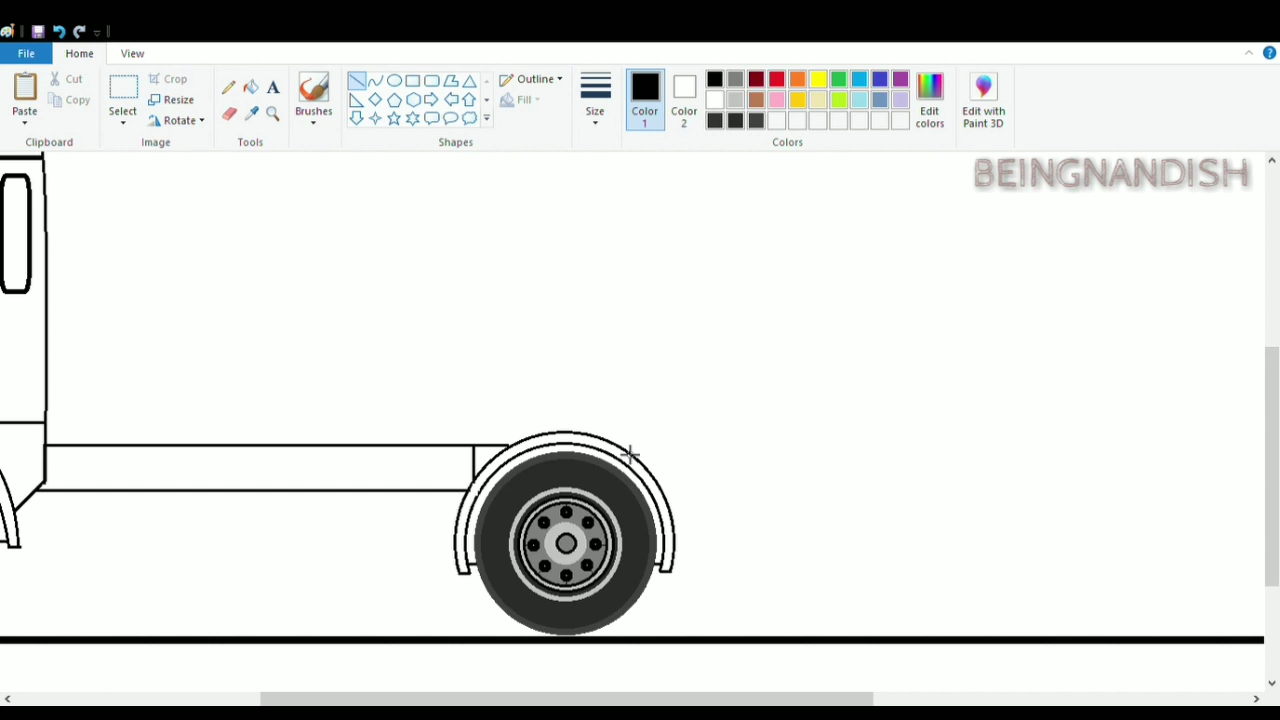 File Home View
Paste
Cut
Copy
Clipboard
Select
Crop
Resize
Rotate
Image
Tools
Brushes
Shapes
Outline
Fill
Size
Color 1
Color 2
Edit colors
Colors
Edit with Paint 3D
BEINGNANDISH